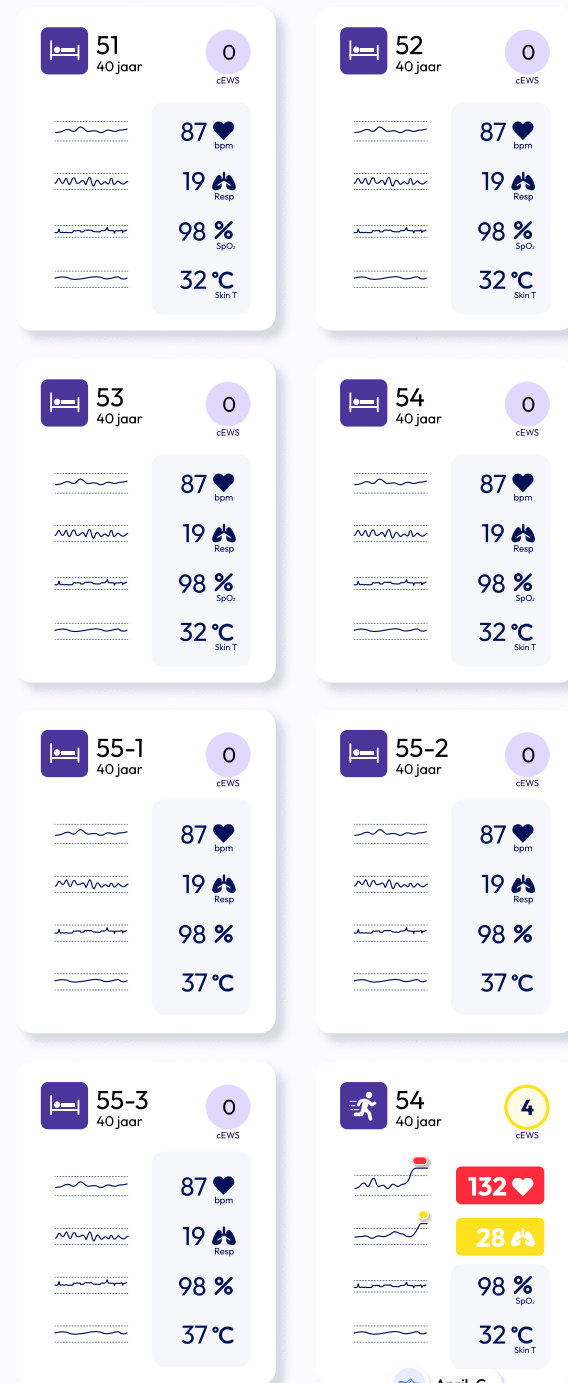 51
40 jaar
0
cEWS
87
bpm
19
Resp
98 %
SpO₂
32 °C
Skin T
52
40 jaar
0
cEWS
87
bpm
19
Resp
98 %
SpO₂
32 °C
Skin T
53
40 jaar
0
cEWS
87
bpm
19
Resp
98 %
SpO₂
32 °C
Skin T
54
40 jaar
0
cEWS
87
bpm
19
Resp
98 %
SpO₂
32 °C
Skin T
55-1
40 jaar
0
cEWS
87
bpm
19
Resp
98 %
37 °C
55-2
40 jaar
0
cEWS
87
bpm
19
Resp
98 %
37 °C
55-3
40 jaar
0
cEWS
87
bpm
19
Resp
98 %
37 °C
54
40 jaar
4
cEWS
132
28
98 %
SpO₂
32 °C
Skin T